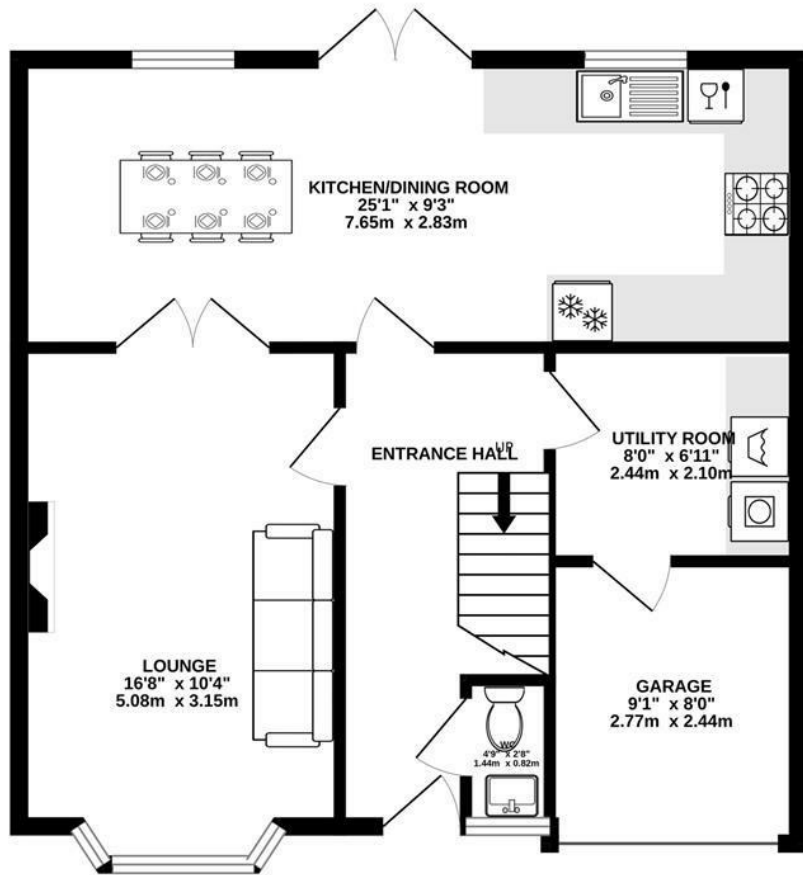 KITCHEN/DINING ROOM
25'1" x 9'3"
7.65m x 2.83m
ENTRANCE HALL
UP
UTILITY ROOM
8'0" x 6'11"
2.44m x 2.10m
LOUNGE
16'8" x 10'4"
5.08m x 3.15m
GARAGE
9'1" x 8'0"
2.77m x 2.44m
WC
4'9" x 2'8"
1.44m x 0.82m